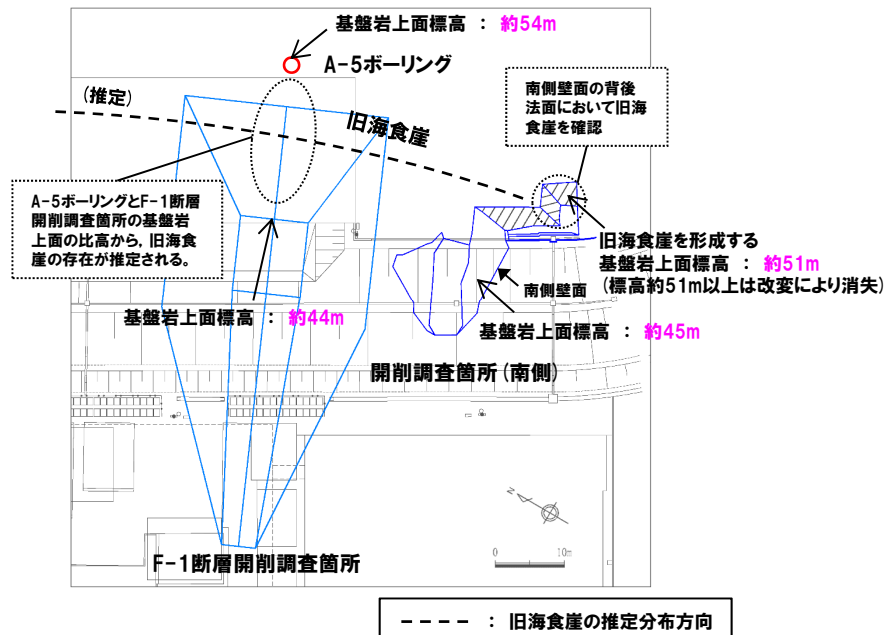 基盤岩上面標高 : 約54m
A-5ボーリング
(推定)
旧海食崖
南側壁面の背後
法面において旧海
食崖を確認
A-5ボーリングとF-1断層
開削調査箇所の基盤岩
上面の比高から, 旧海食
崖の存在が推定される。
旧海食崖を形成する
基盤岩上面標高 : 約51m
(標高約51m以上は改変により消失)
南側壁面
基盤岩上面標高 : 約44m
基盤岩上面標高 : 約45m
開削調査箇所(南側)
N
0 10m
F-1断層開削調査箇所
: 旧海食崖の推定分布方向